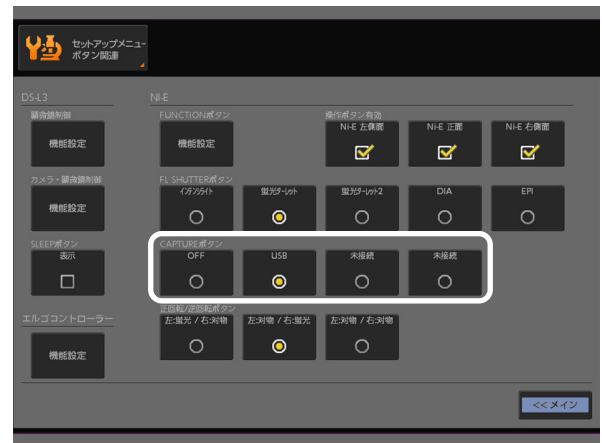 セットアップメニュー
ボタン関連
DS-L3
Ni-E
顕微鏡制御
FUNCTIONボタン
操作ボタン有効
機能設定
機能設定
Ni-E 左側面
Ni-E 正面
Ni-E 右側面
カメラ・顕微鏡制御
FL SHUTTERボタン
機能設定
インテンシライト
蛍光ターレット
蛍光ターレット2
DIA
EPI
SLEEPボタン
CAPTUREボタン
表示
OFF
USB
未接続
未接続
エルゴコントローラー
正回転/逆回転ボタン
機能設定
左:蛍光 / 右:対物
左:対物 / 右:蛍光
左:対物 / 右:対物
<< メイン